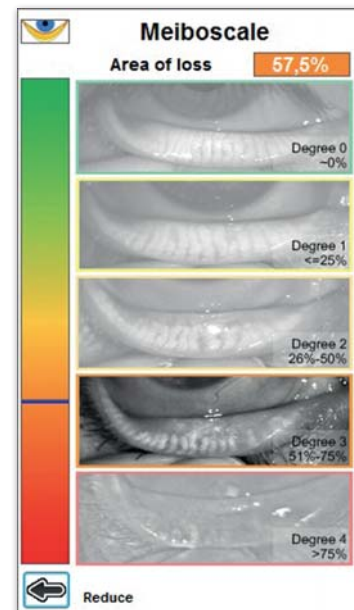 Meiboscale
Area of loss 57,5%
Degree 0
~0%
Degree 1
<=25%
Degree 2
26%-50%
Degree 3
51%-75%
Degree 4
>75%
Reduce